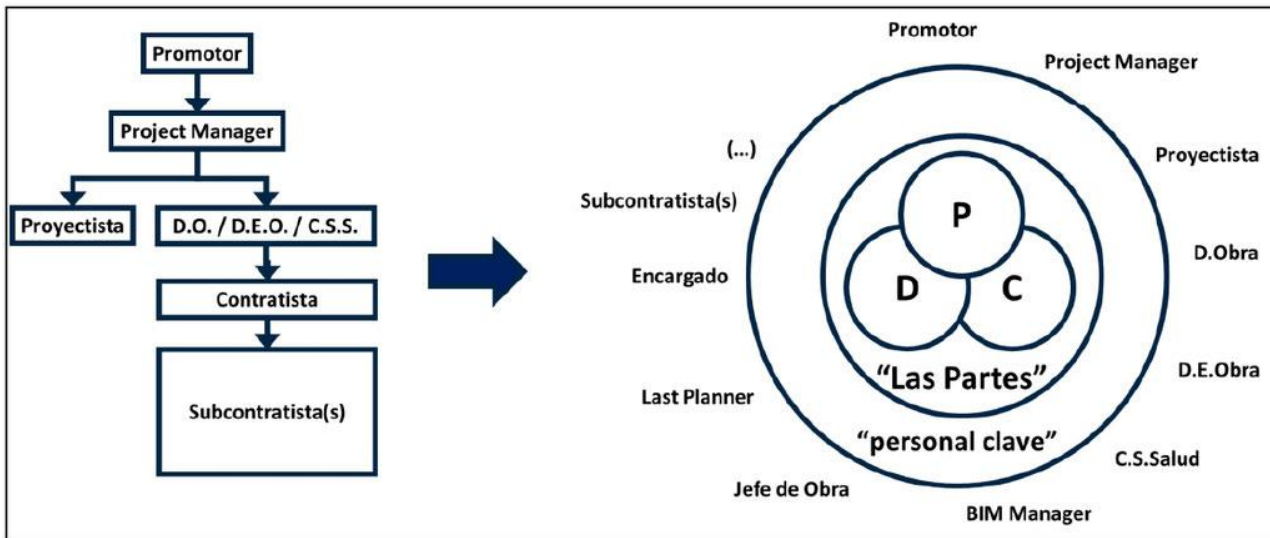 Promotor
Project Manager
Proyectista
D.O. / D.E.O. / C.S.S.
Contratista
Subcontratista(s)
Promotor
Project Manager
Proyectista
D.Obra
D.E.Obra
C.S.Salud
BIM Manager
Jefe de Obra
Last Planner
Encargado
Subcontratista(s)
(...)
P
D
C
“Las Partes”
“personal clave”